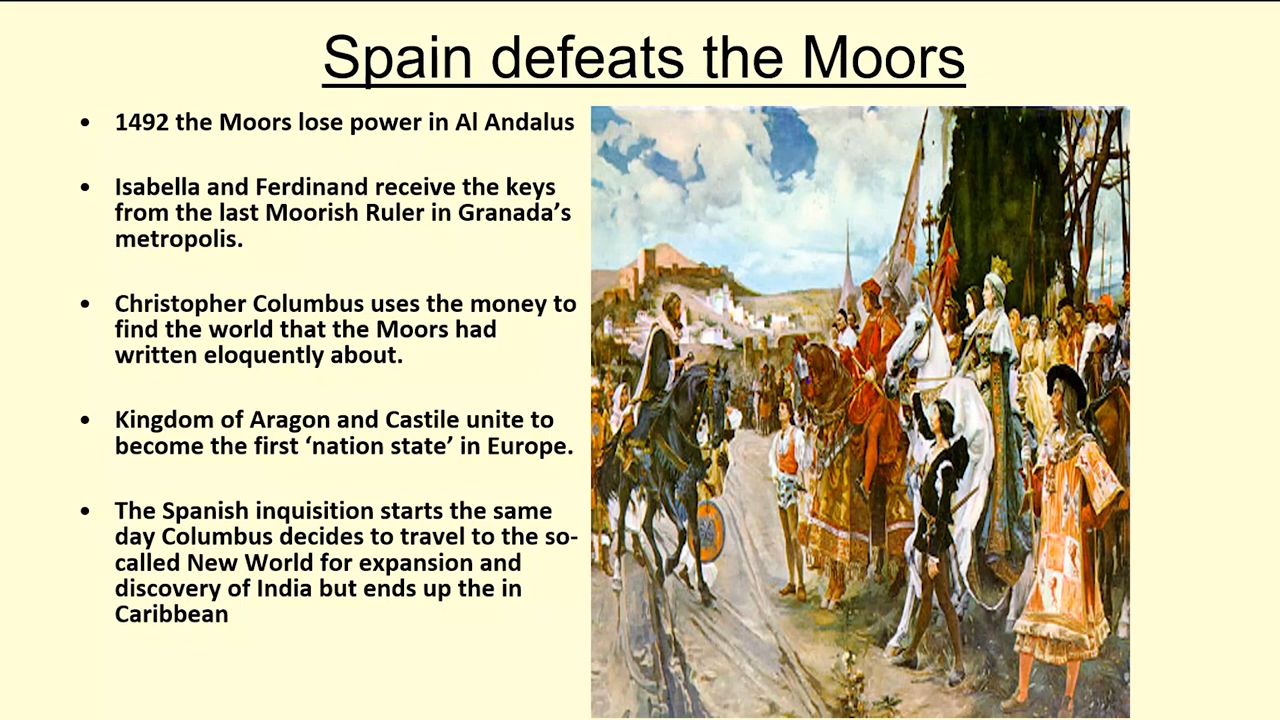 Spain defeats the Moors
• 1492 the Moors lose power in Al Andalus
• Isabella and Ferdinand receive the keys
from the last Moorish Ruler in Granada’s
metropolis.
• Christopher Columbus uses the money to
find the world that the Moors had
written eloquently about.
• Kingdom of Aragon and Castile unite to
become the first ‘nation state’ in Europe.
• The Spanish inquisition starts the same
day Columbus decides to travel to the so-
called New World for expansion and
discovery of India but ends up the in
Caribbean